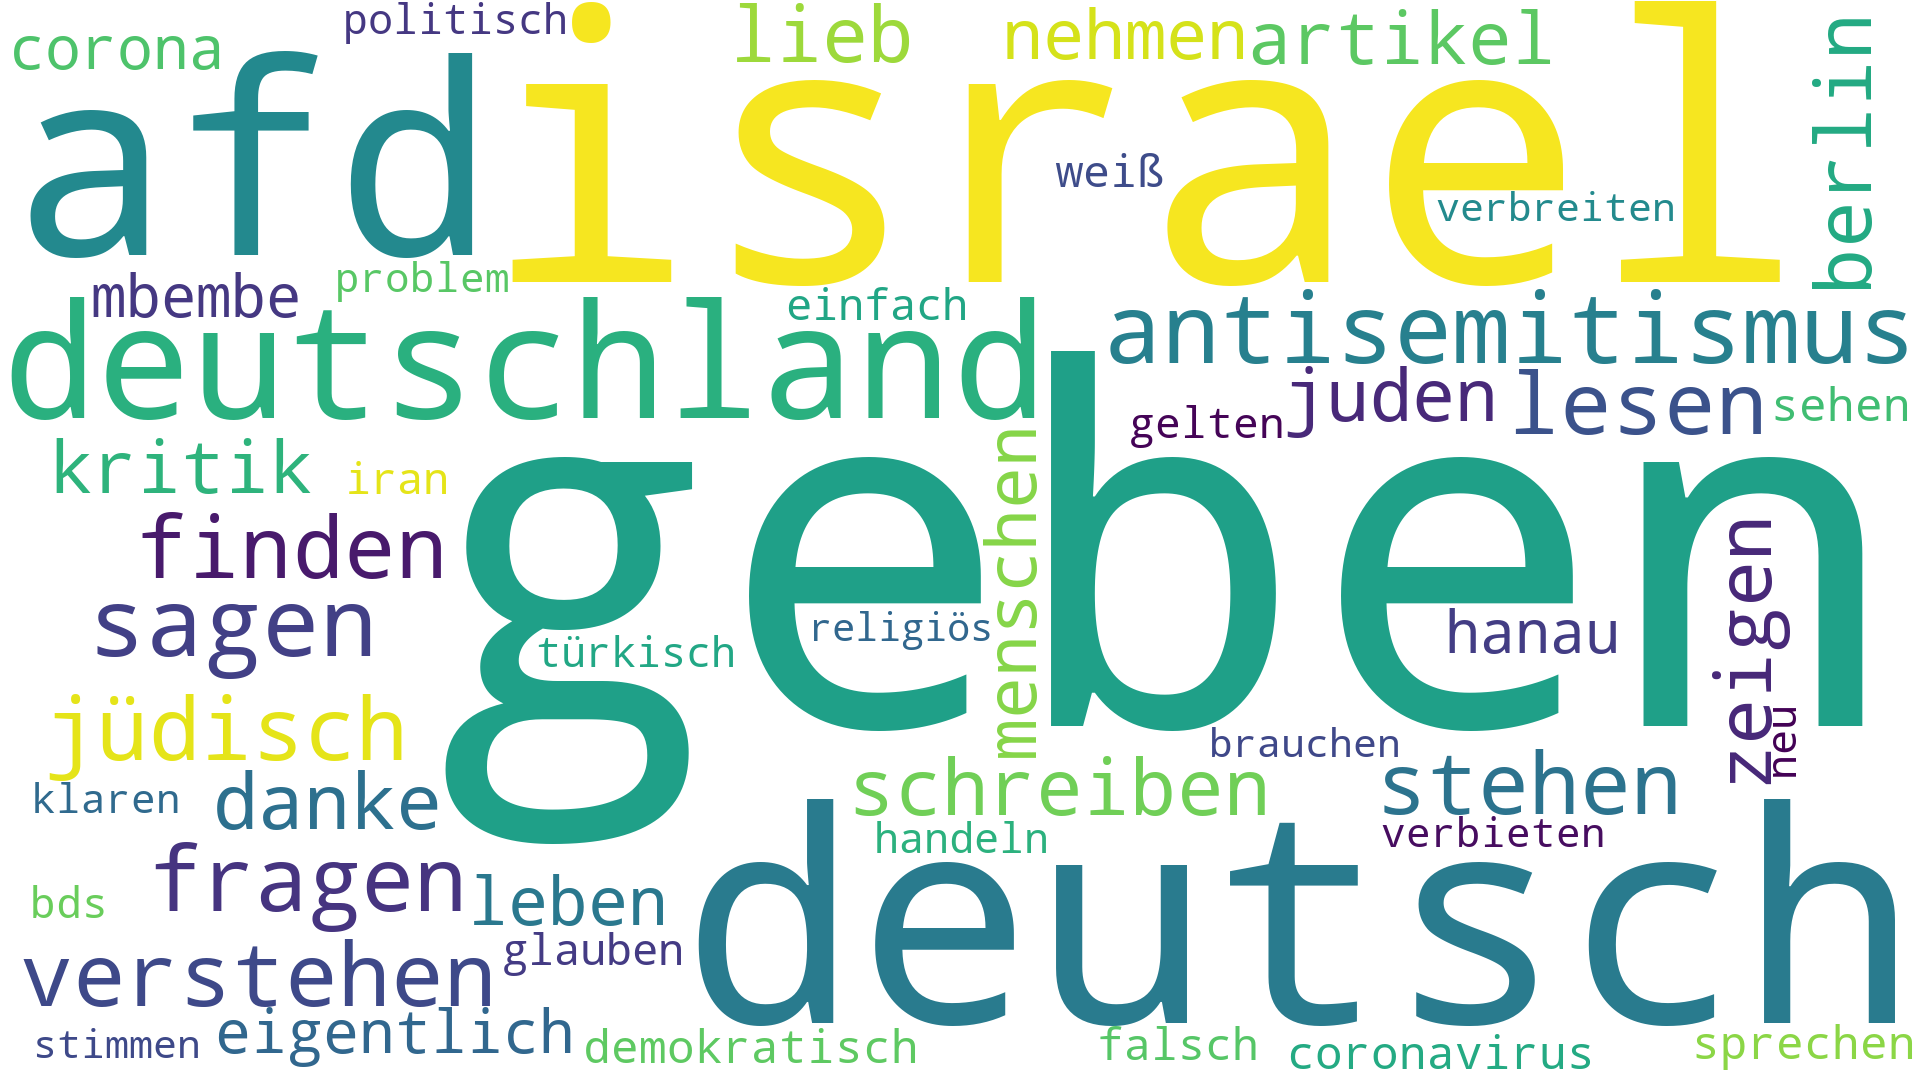 politisch
corona
lieb
nehmen
artikel
berlin
afd
israel
weiß
verbreiten
mbembe
problem
einfach
antisemitismus
deutschland
juden
lesen
sehen
gelten
kritik
iran
menschen
geben
finden
sagen
türkisch
religiös
hanau
zeigen
neu
jüdisch
klaren
danke
brauchen
schreiben
stehen
handeln
verbieten
fragen
bds
leben
glauben
deutsch
verstehen
stimmen
eigentlich
demokratisch
falsch
coronavirus
sprechen